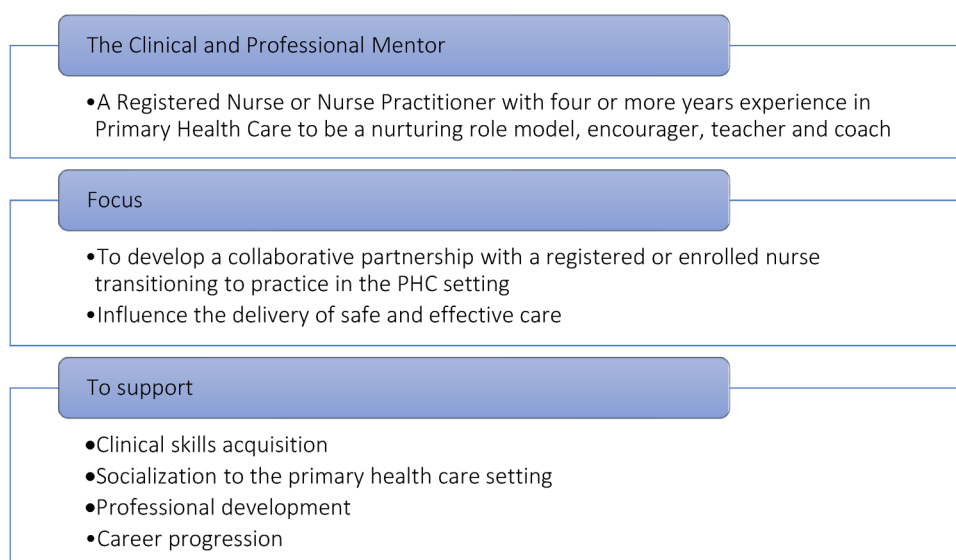 The Clinical and Professional Mentor
•A Registered Nurse or Nurse Practitioner with four or more years experience in
Primary Health Care to be a nurturing role model, encourager, teacher and coach
Focus
•To develop a collaborative partnership with a registered or enrolled nurse
transitioning to practice in the PHC setting
•Influence the delivery of safe and effective care
To support
•Clinical skills acquisition
•Socialization to the primary health care setting
•Professional development
•Career progression